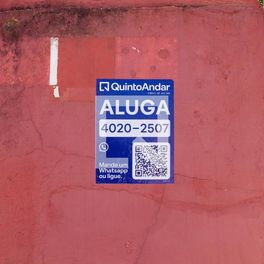 QuintoAndar
ALUGA
4020-2507
Mande um
Whatsapp
ou ligue.